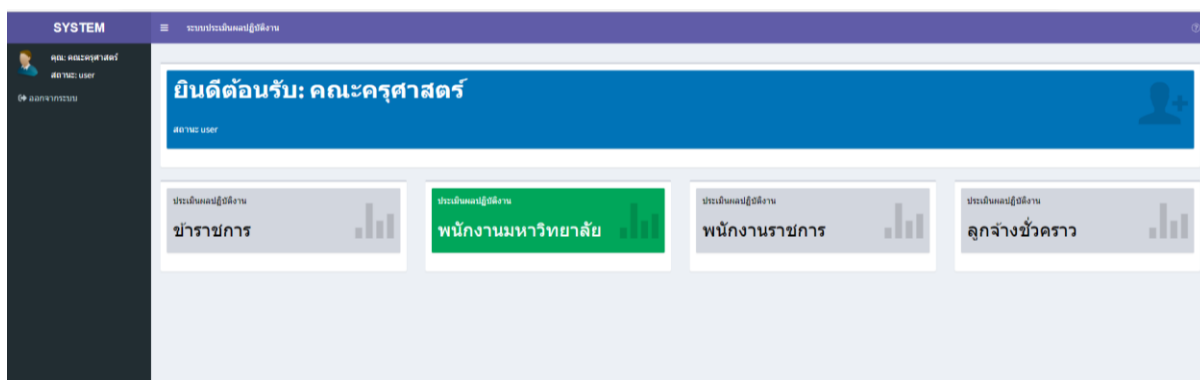 SYSTEM
ระบบประเมินผลปฏิบัติงาน
คุณ: คณะครุศาสตร์
สถานะ: user
ออกจากระบบ
ยินดีต้อนรับ: คณะครุศาสตร์
สถานะ user
ประเมินผลปฏิบัติงาน
ข้าราชการ
ประเมินผลปฏิบัติงาน
พนักงานมหาวิทยาลัย
ประเมินผลปฏิบัติงาน
พนักงานราชการ
ประเมินผลปฏิบัติงาน
ลูกจ้างชั่วคราว